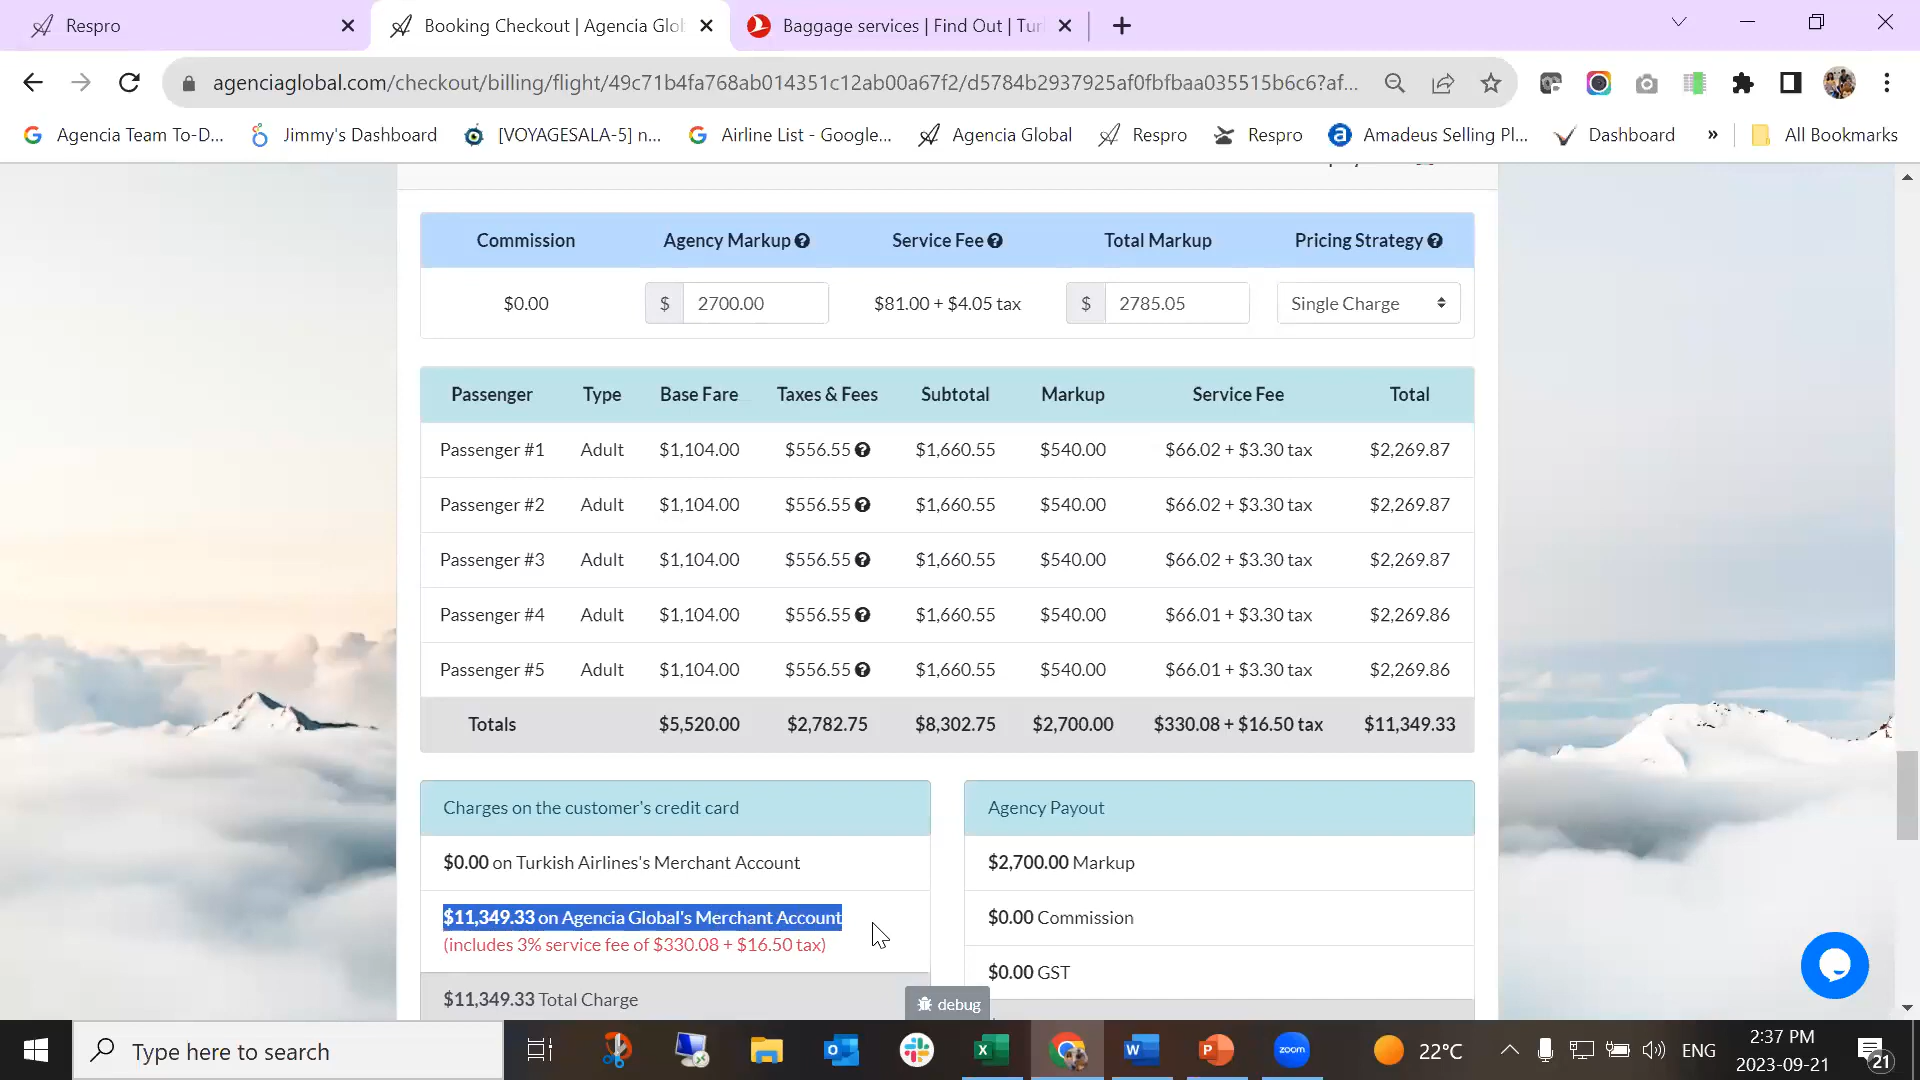 Respro
Booking Checkout | Agencia Glob
Baggage services | Find Out | Turk
agenciaglobal.com/checkout/billing/flight/49c71b4fa768ab014351c12ab00a67f2/d5784b2937925af0fbfbaa035515b6c6?af...
Agencia Team To-D...
Jimmy's Dashboard
[VOYAGESALA-5] n...
Airline List - Google...
Agencia Global
Respro
Respro
Amadeus Selling Pl...
Dashboard
»
All Bookmarks
Commission Agency Markup Service Fee Total Markup Pricing Strategy
$0.00 $ 2700.00 $81.00 + $4.05 tax $ 2785.05 Single Charge
Passenger Type Base Fare Taxes & Fees Subtotal Markup Service Fee Total
Passenger #1 Adult $1,104.00 $556.55 $1,660.55 $540.00 $66.02 + $3.30 tax $2,269.87
Passenger #2 Adult $1,104.00 $556.55 $1,660.55 $540.00 $66.02 + $3.30 tax $2,269.87
Passenger #3 Adult $1,104.00 $556.55 $1,660.55 $540.00 $66.02 + $3.30 tax $2,269.87
Passenger #4 Adult $1,104.00 $556.55 $1,660.55 $540.00 $66.01 + $3.30 tax $2,269.86
Passenger #5 Adult $1,104.00 $556.55 $1,660.55 $540.00 $66.01 + $3.30 tax $2,269.86
Totals $5,520.00 $2,782.75 $8,302.75 $2,700.00 $330.08 + $16.50 tax $11,349.33
Charges on the customer's credit card
$0.00 on Turkish Airlines's Merchant Account
$11,349.33 on Agencia Global's Merchant Account
(includes 3% service fee of $330.08 + $16.50 tax)
$11,349.33 Total Charge
Agency Payout
$2,700.00 Markup
$0.00 Commission
$0.00 GST
debug
Type here to search
zoom
22°C
ENG
2:37 PM
2023-09-21
21